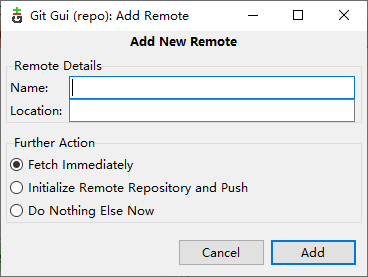 Git Gui (repo): Add Remote
Add New Remote
Remote Details
Name:
Location:
Further Action
Fetch Immediately
Initialize Remote Repository and Push
Do Nothing Else Now
Cancel
Add